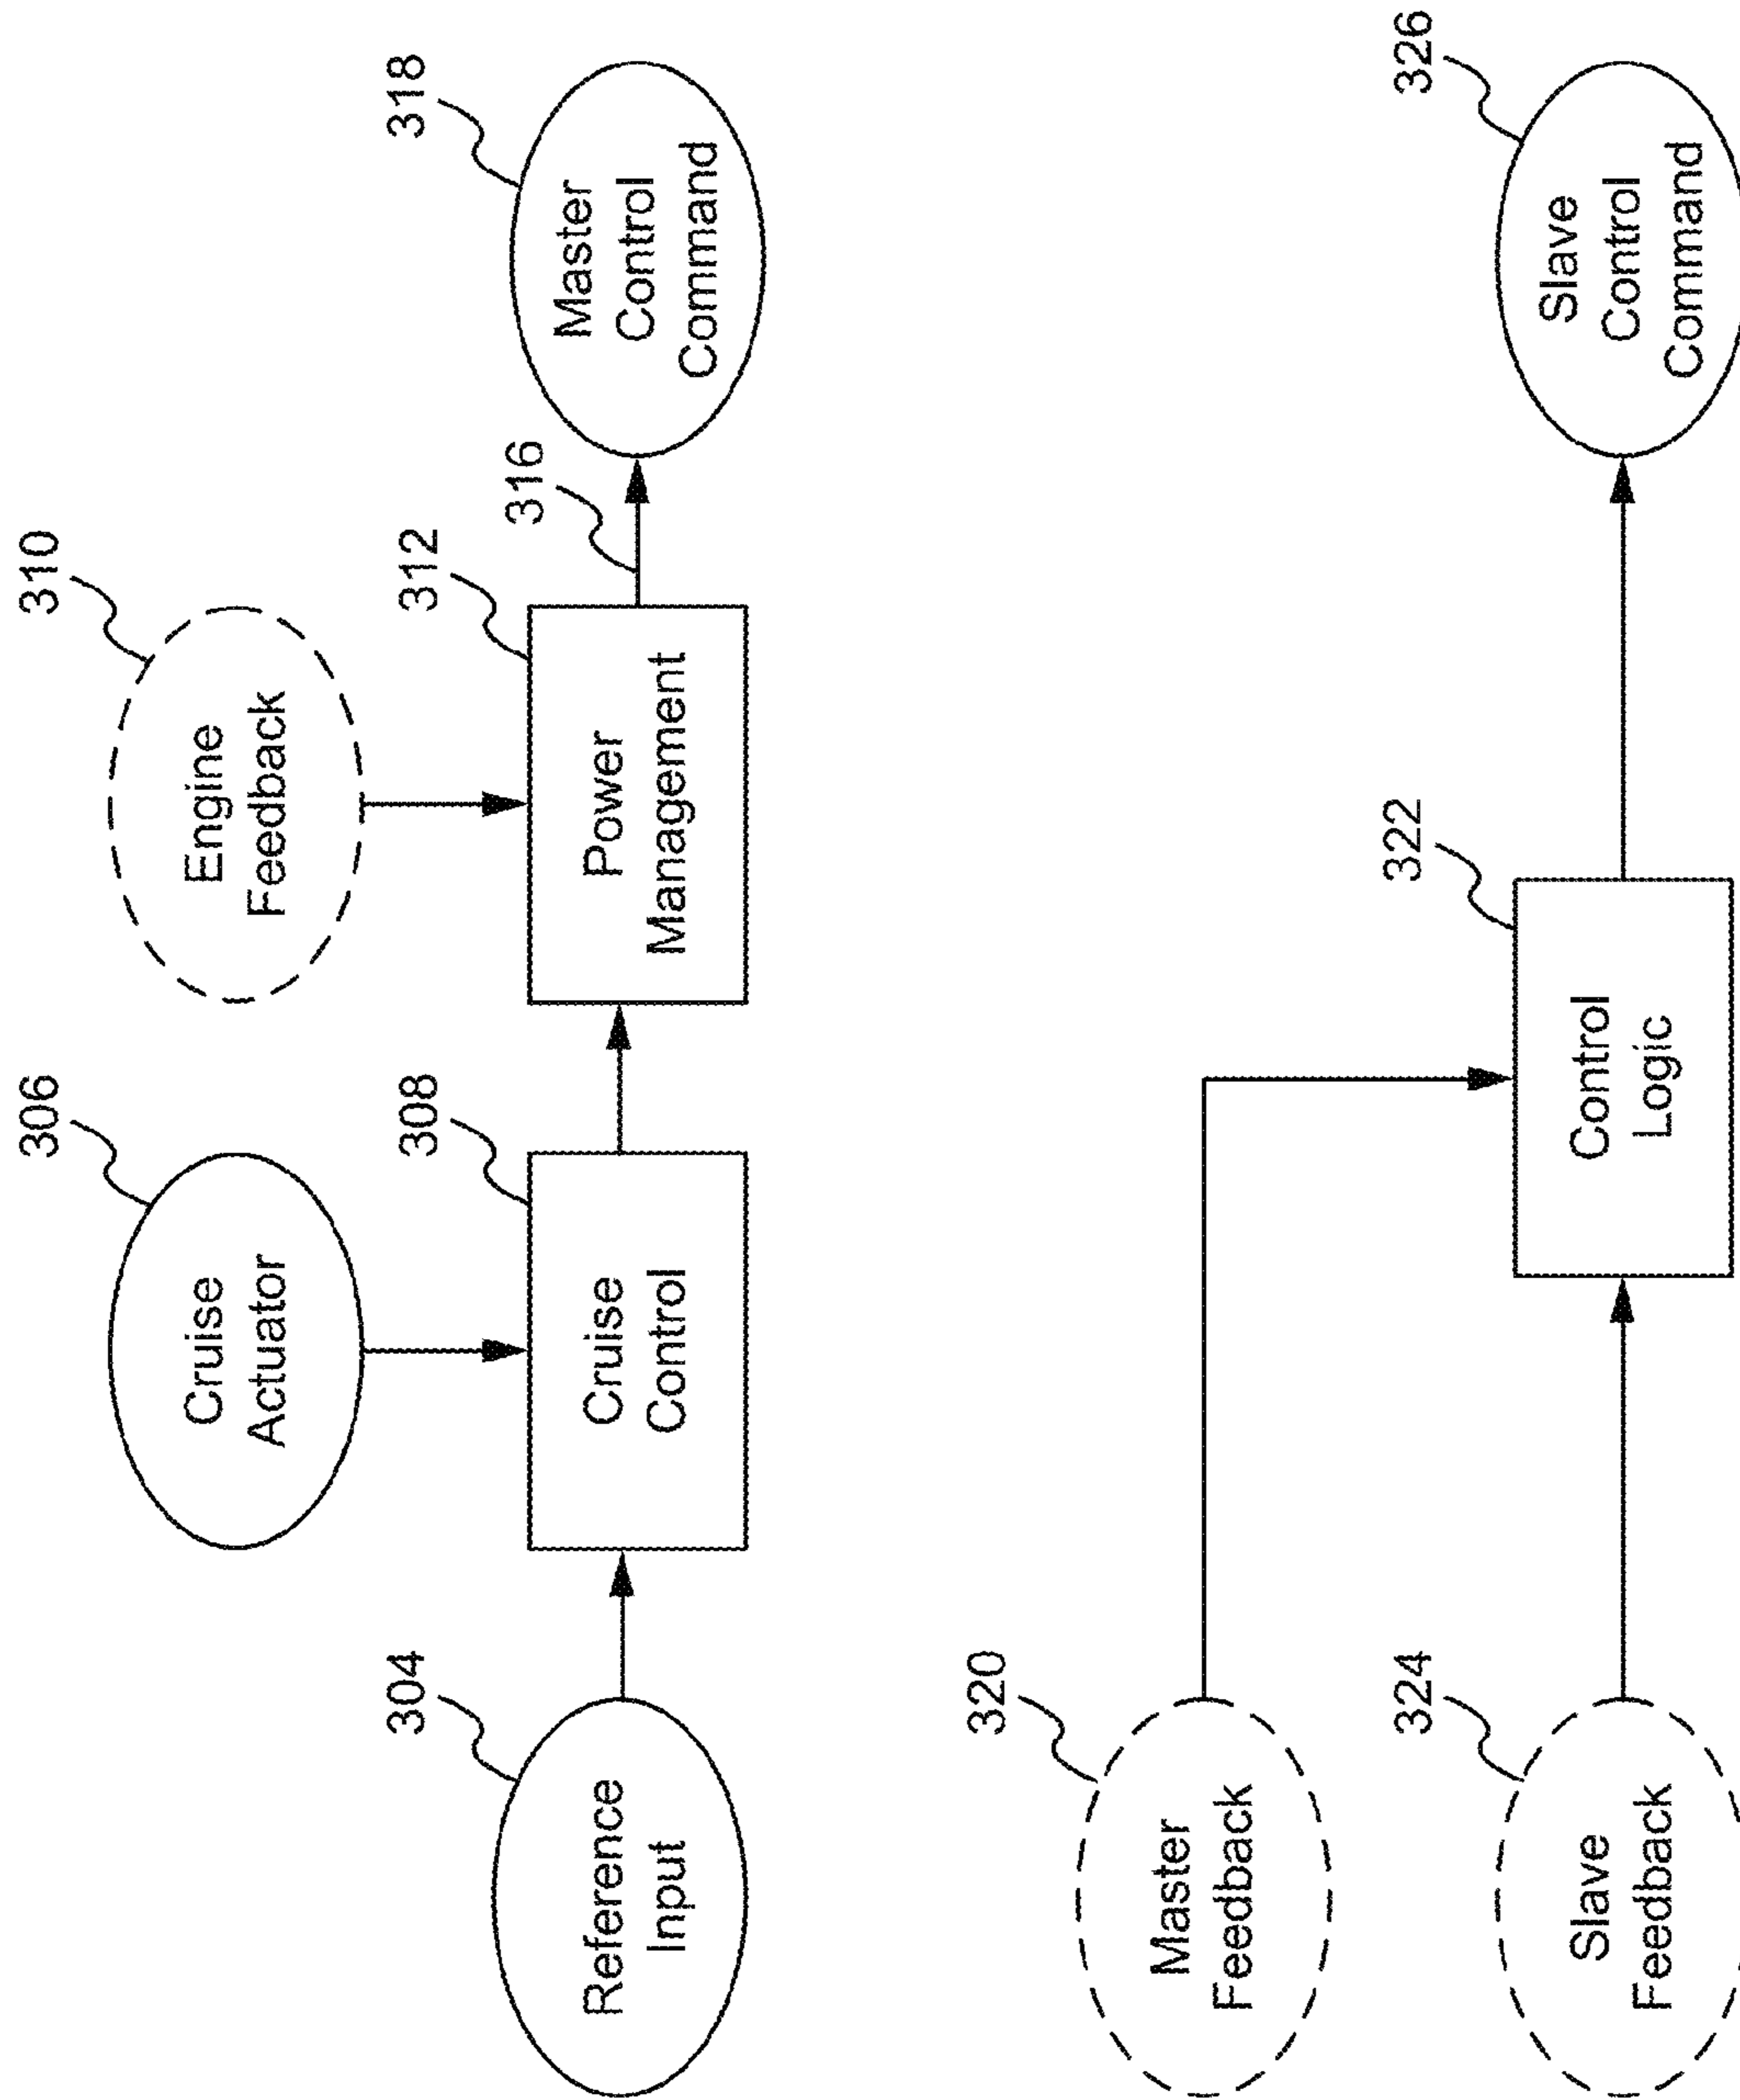 306
310
Cruise
Actuator
Engine
Feedback
304
308
312
316
318
Reference
Input
Cruise
Control
Power
Management
Master
Control
Command
320
Master
Feedback
322
324
326
Slave
Feedback
Control
Logic
Slave
Control
Command